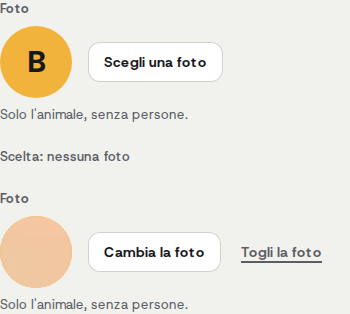 Foto
B
Scegli una foto
Solo l'animale, senza persone.
Scelta: nessuna foto
Foto
Cambia la foto
Togli la foto
Solo l'animale, senza persone.